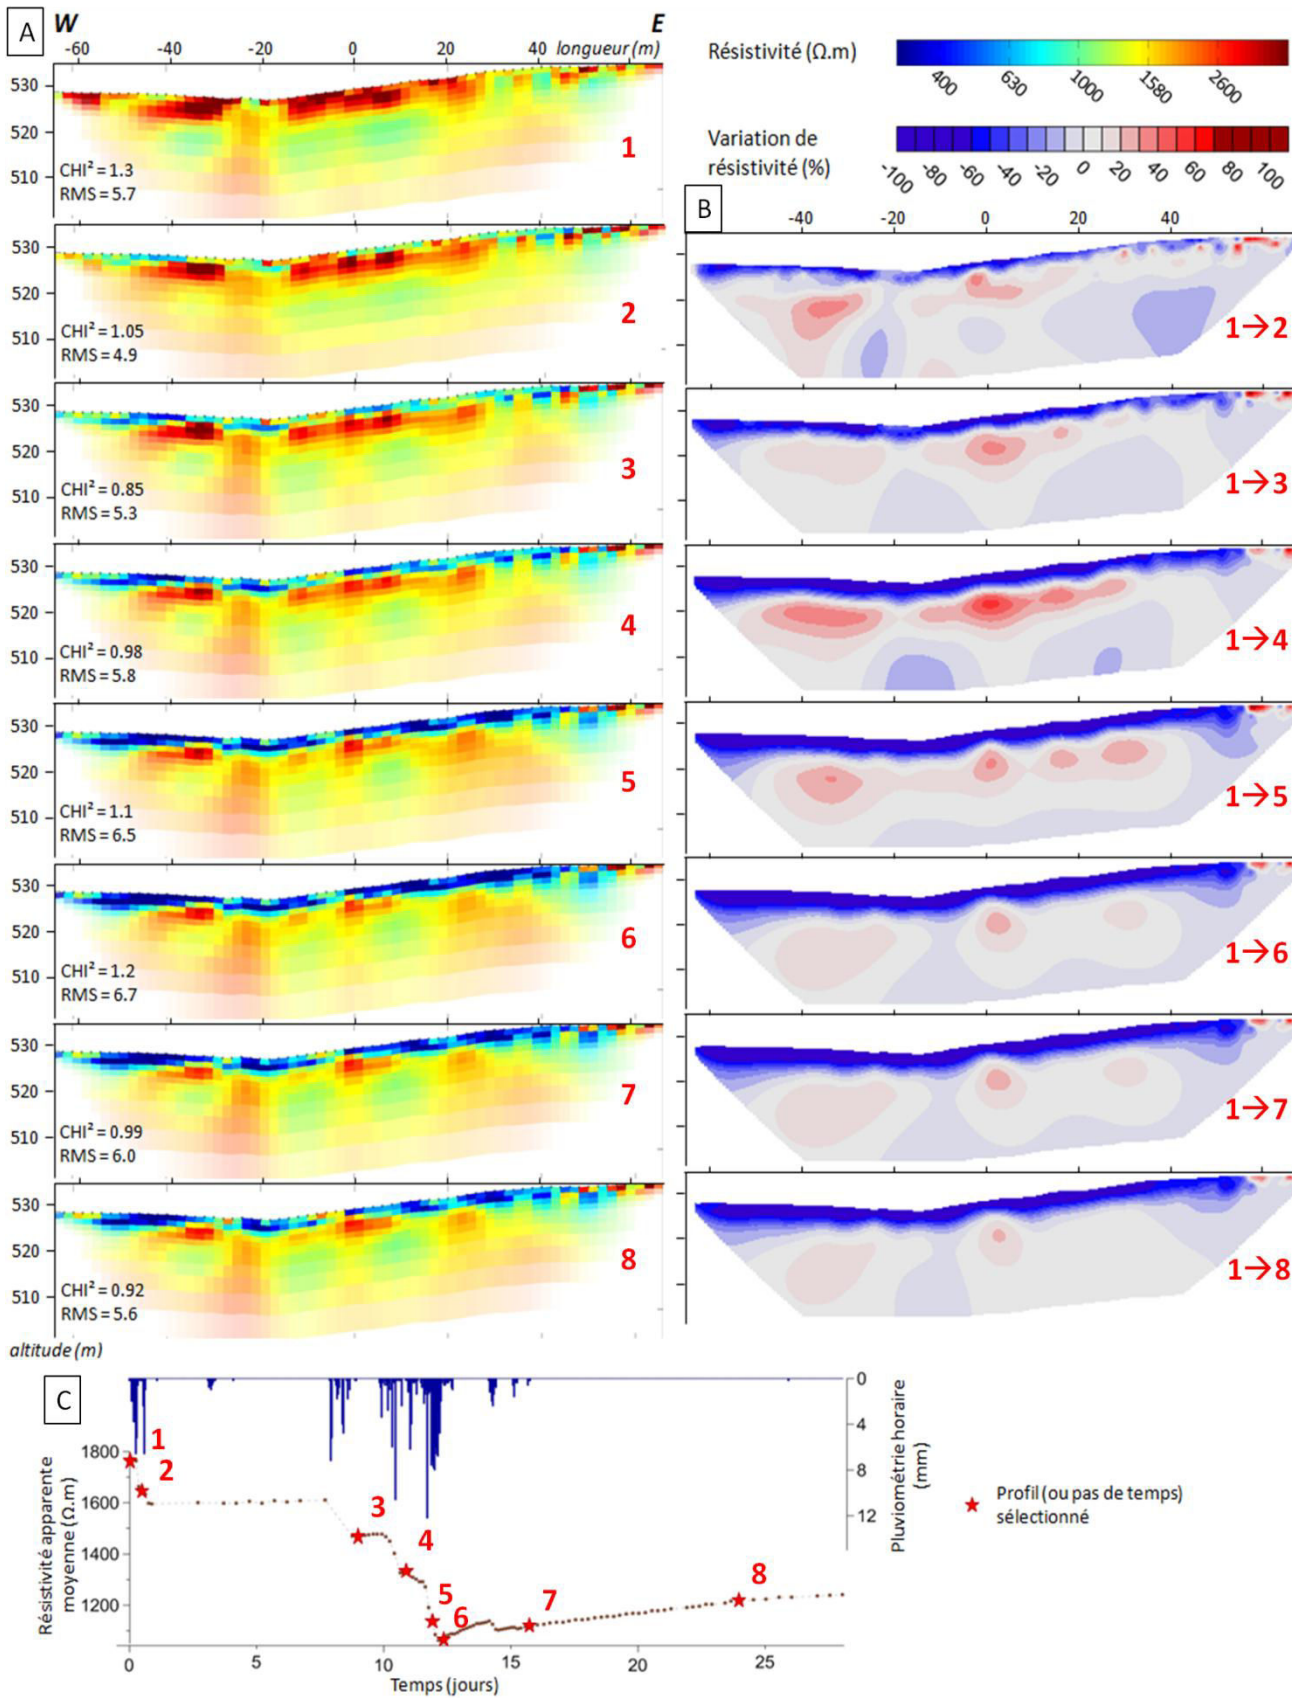 A
W
E
-60 -40 -20 0 20 40 longueur (m)
530
520
510
CHI² = 1.3
RMS = 5.7
1
Résistivité (Ω.m)
400 630 1000 1580 2600
Variation de
résistivité (%)
-100 -80 -60 -40 -20 0 20 40 60 80 100
B
-40 -20 0 20 40
530
520
510
CHI² = 1.05
RMS = 4.9
2
1→2
530
520
510
CHI² = 0.85
RMS = 5.3
3
1→3
530
520
510
CHI² = 0.98
RMS = 5.8
4
1→4
530
520
510
CHI² = 1.1
RMS = 6.5
5
1→5
530
520
510
CHI² = 1.2
RMS = 6.7
6
1→6
530
520
510
CHI² = 0.99
RMS = 6.0
7
1→7
530
520
510
CHI² = 0.92
RMS = 5.6
8
1→8
altitude (m)
C
Résistivité apparente
moyenne (Ω.m)
1800
1600
1400
1200
1
2
3
4
5
6
7
8
0 5 10 15 20 25
Temps (jours)
0
4
8
12
Pluviométrie horaire
(mm)
Profil (ou pas de temps)
sélectionné